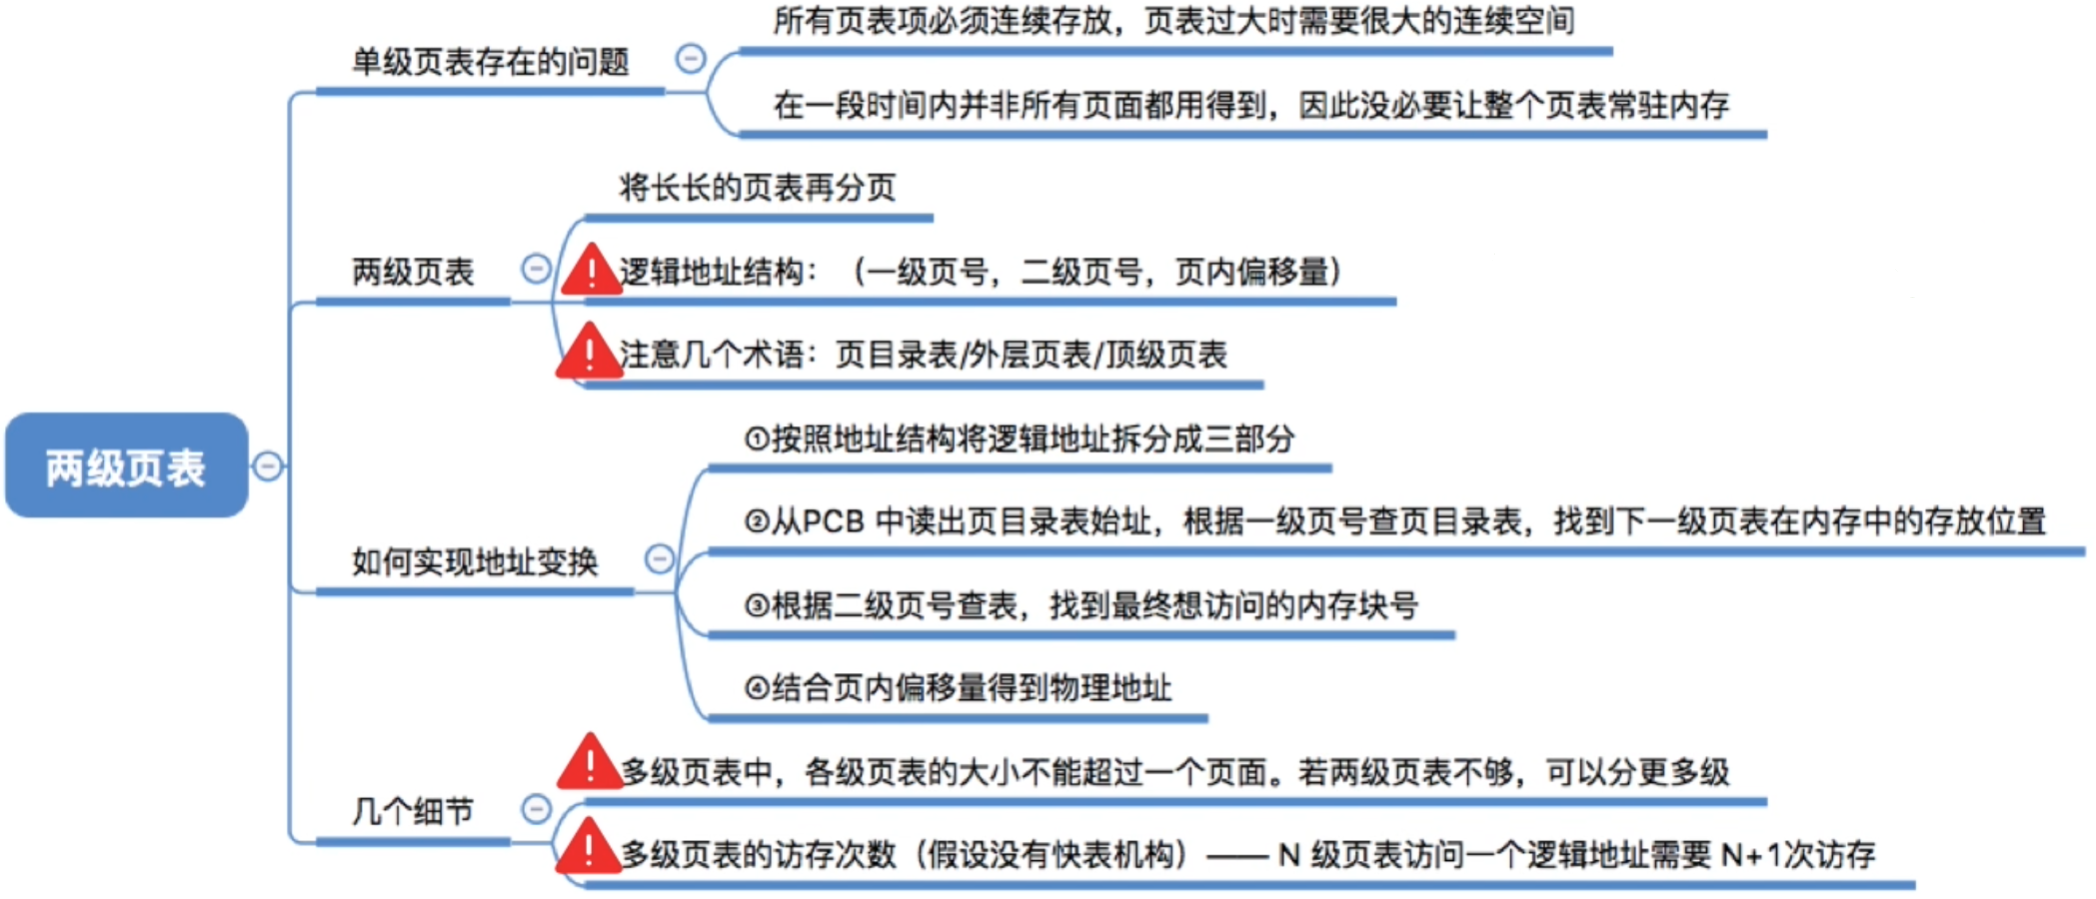 所有页表项必须连续存放，页表过大时需要很大的连续空间
单级页表存在的问题
在一段时间内并非所有页面都用得到，因此没必要让整个页表常驻内存
将长长的页表再分页
两级页表
逻辑地址结构：（一级页号，二级页号，页内偏移量）
注意几个术语：页目录表/外层页表/顶级页表
两级页表
①按照地址结构将逻辑地址拆分成三部分
②从PCB 中读出页目录表始址，根据一级页号查页目录表，找到下一级页表在内存中的存放位置
如何实现地址变换
③根据二级页号查表，找到最终想访问的内存块号
④结合页内偏移量得到物理地址
多级页表中，各级页表的大小不能超过一个页面。若两级页表不够，可以分更多级
几个细节
多级页表的访存次数（假设没有快表机构）—— N 级页表访问一个逻辑地址需要 N+1次访存